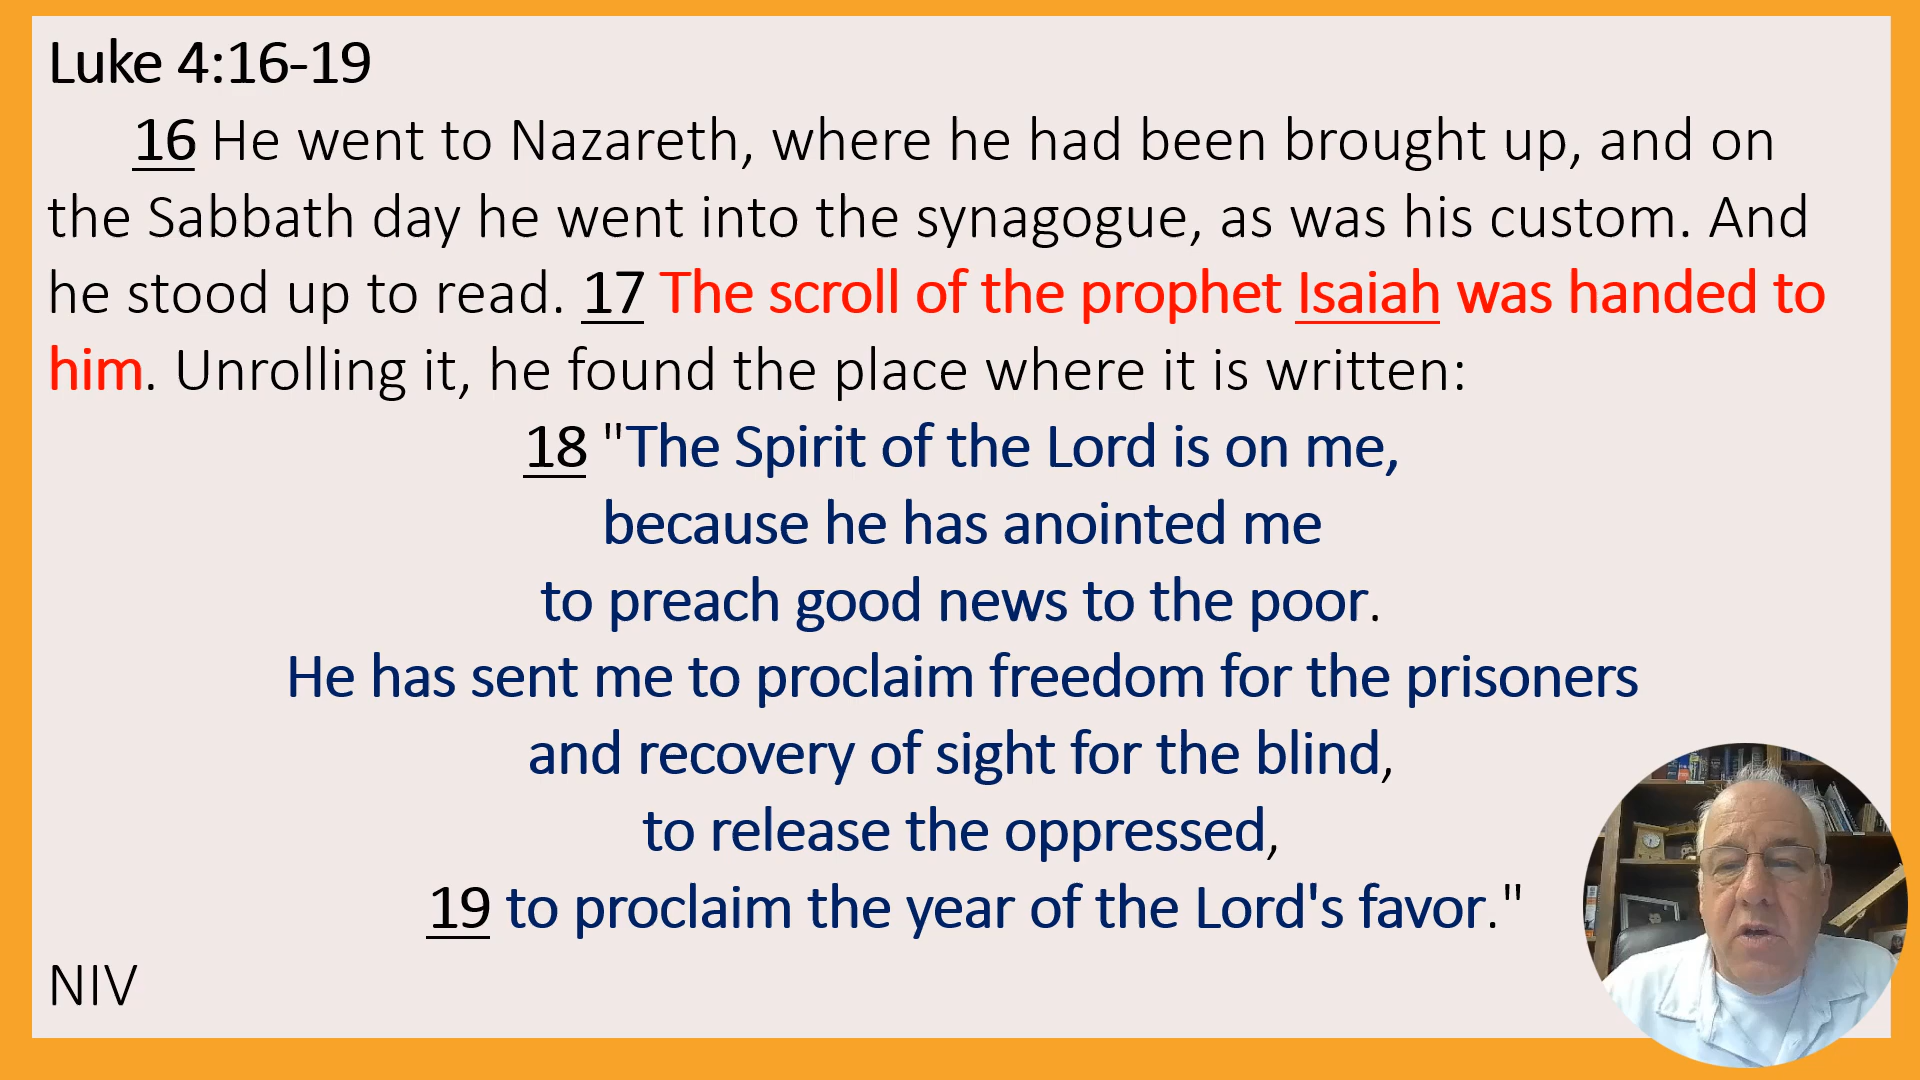 Luke 4:16-19
16 He went to Nazareth, where he had been brought up, and on
the Sabbath day he went into the synagogue, as was his custom. And
he stood up to read. 17 The scroll of the prophet Isaiah was handed to
him. Unrolling it, he found the place where it is written:
18 "The Spirit of the Lord is on me,
because he has anointed me
to preach good news to the poor.
He has sent me to proclaim freedom for the prisoners
and recovery of sight for the blind,
to release the oppressed,
19 to proclaim the year of the Lord's favor."
NIV